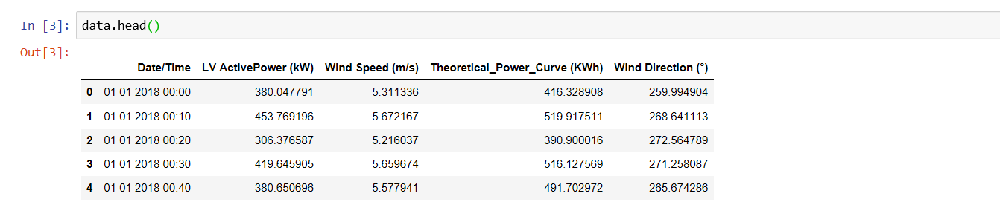 In [3]: data.head()
Out[3]:
Date/Time LV ActivePower (kW) Wind Speed (m/s) Theoretical_Power_Curve (KWh) Wind Direction (°)
0 01 01 2018 00:00 380.047791 5.311336 416.328908 259.994904
1 01 01 2018 00:10 453.769196 5.672167 519.917511 268.641113
2 01 01 2018 00:20 306.376587 5.216037 390.900016 272.564789
3 01 01 2018 00:30 419.645905 5.659674 516.127569 271.258087
4 01 01 2018 00:40 380.650696 5.577941 491.702972 265.674286